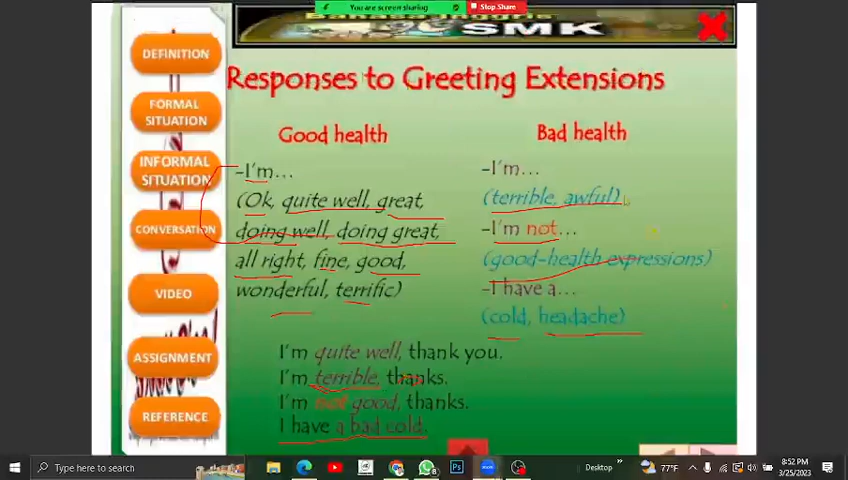 You are screen sharing
Stop Share
Bahasa Inggris
SMK
DEFINITION
FORMAL
SITUATION
INFORMAL
SITUATION
CONVERSATION
VIDEO
ASSIGNMENT
REFERENCE
Responses to Greeting Extensions
Good health
-I'm...
(Ok, quite well, great,
doing well, doing great,
all right, fine, good,
wonderful, terrific)
Bad health
-I'm...
(terrible, awful)
-I'm not...
(good-health expressions)
-I have a...
(cold, headache)
I'm quite well, thank you.
I'm terrible, thanks.
I'm not good, thanks.
I have a bad cold.
Type here to search
Desktop
77°F
8:52 PM
3/25/2023